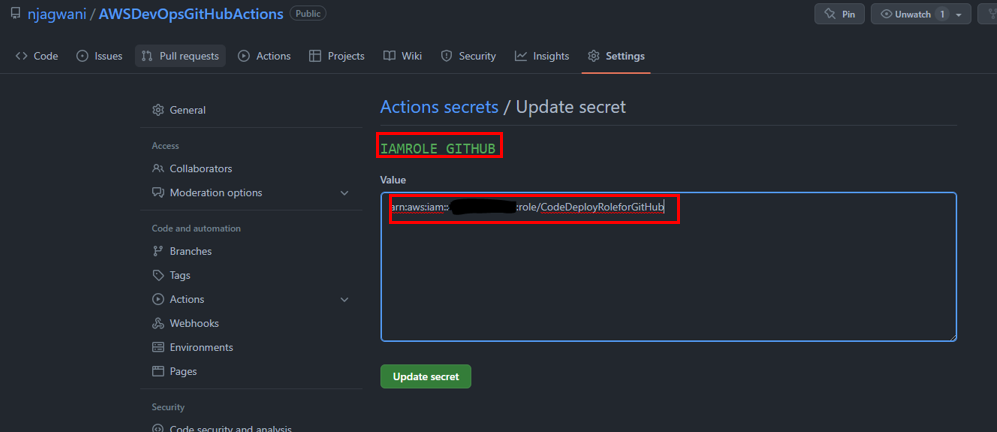 njagwani / AWSDevOpsGitHubActions Public
Pin
Unwatch 1
Code
Issues
Pull requests
Actions
Projects
Wiki
Security
Insights
Settings
General
Access
Collaborators
Moderation options
Code and automation
Branches
Tags
Actions
Webhooks
Environments
Pages
Security
Code security and analysis
Actions secrets / Update secret
IAMROLE_GITHUB
Value
arn:aws:iam:: :role/CodeDeployRoleforGitHub
Update secret